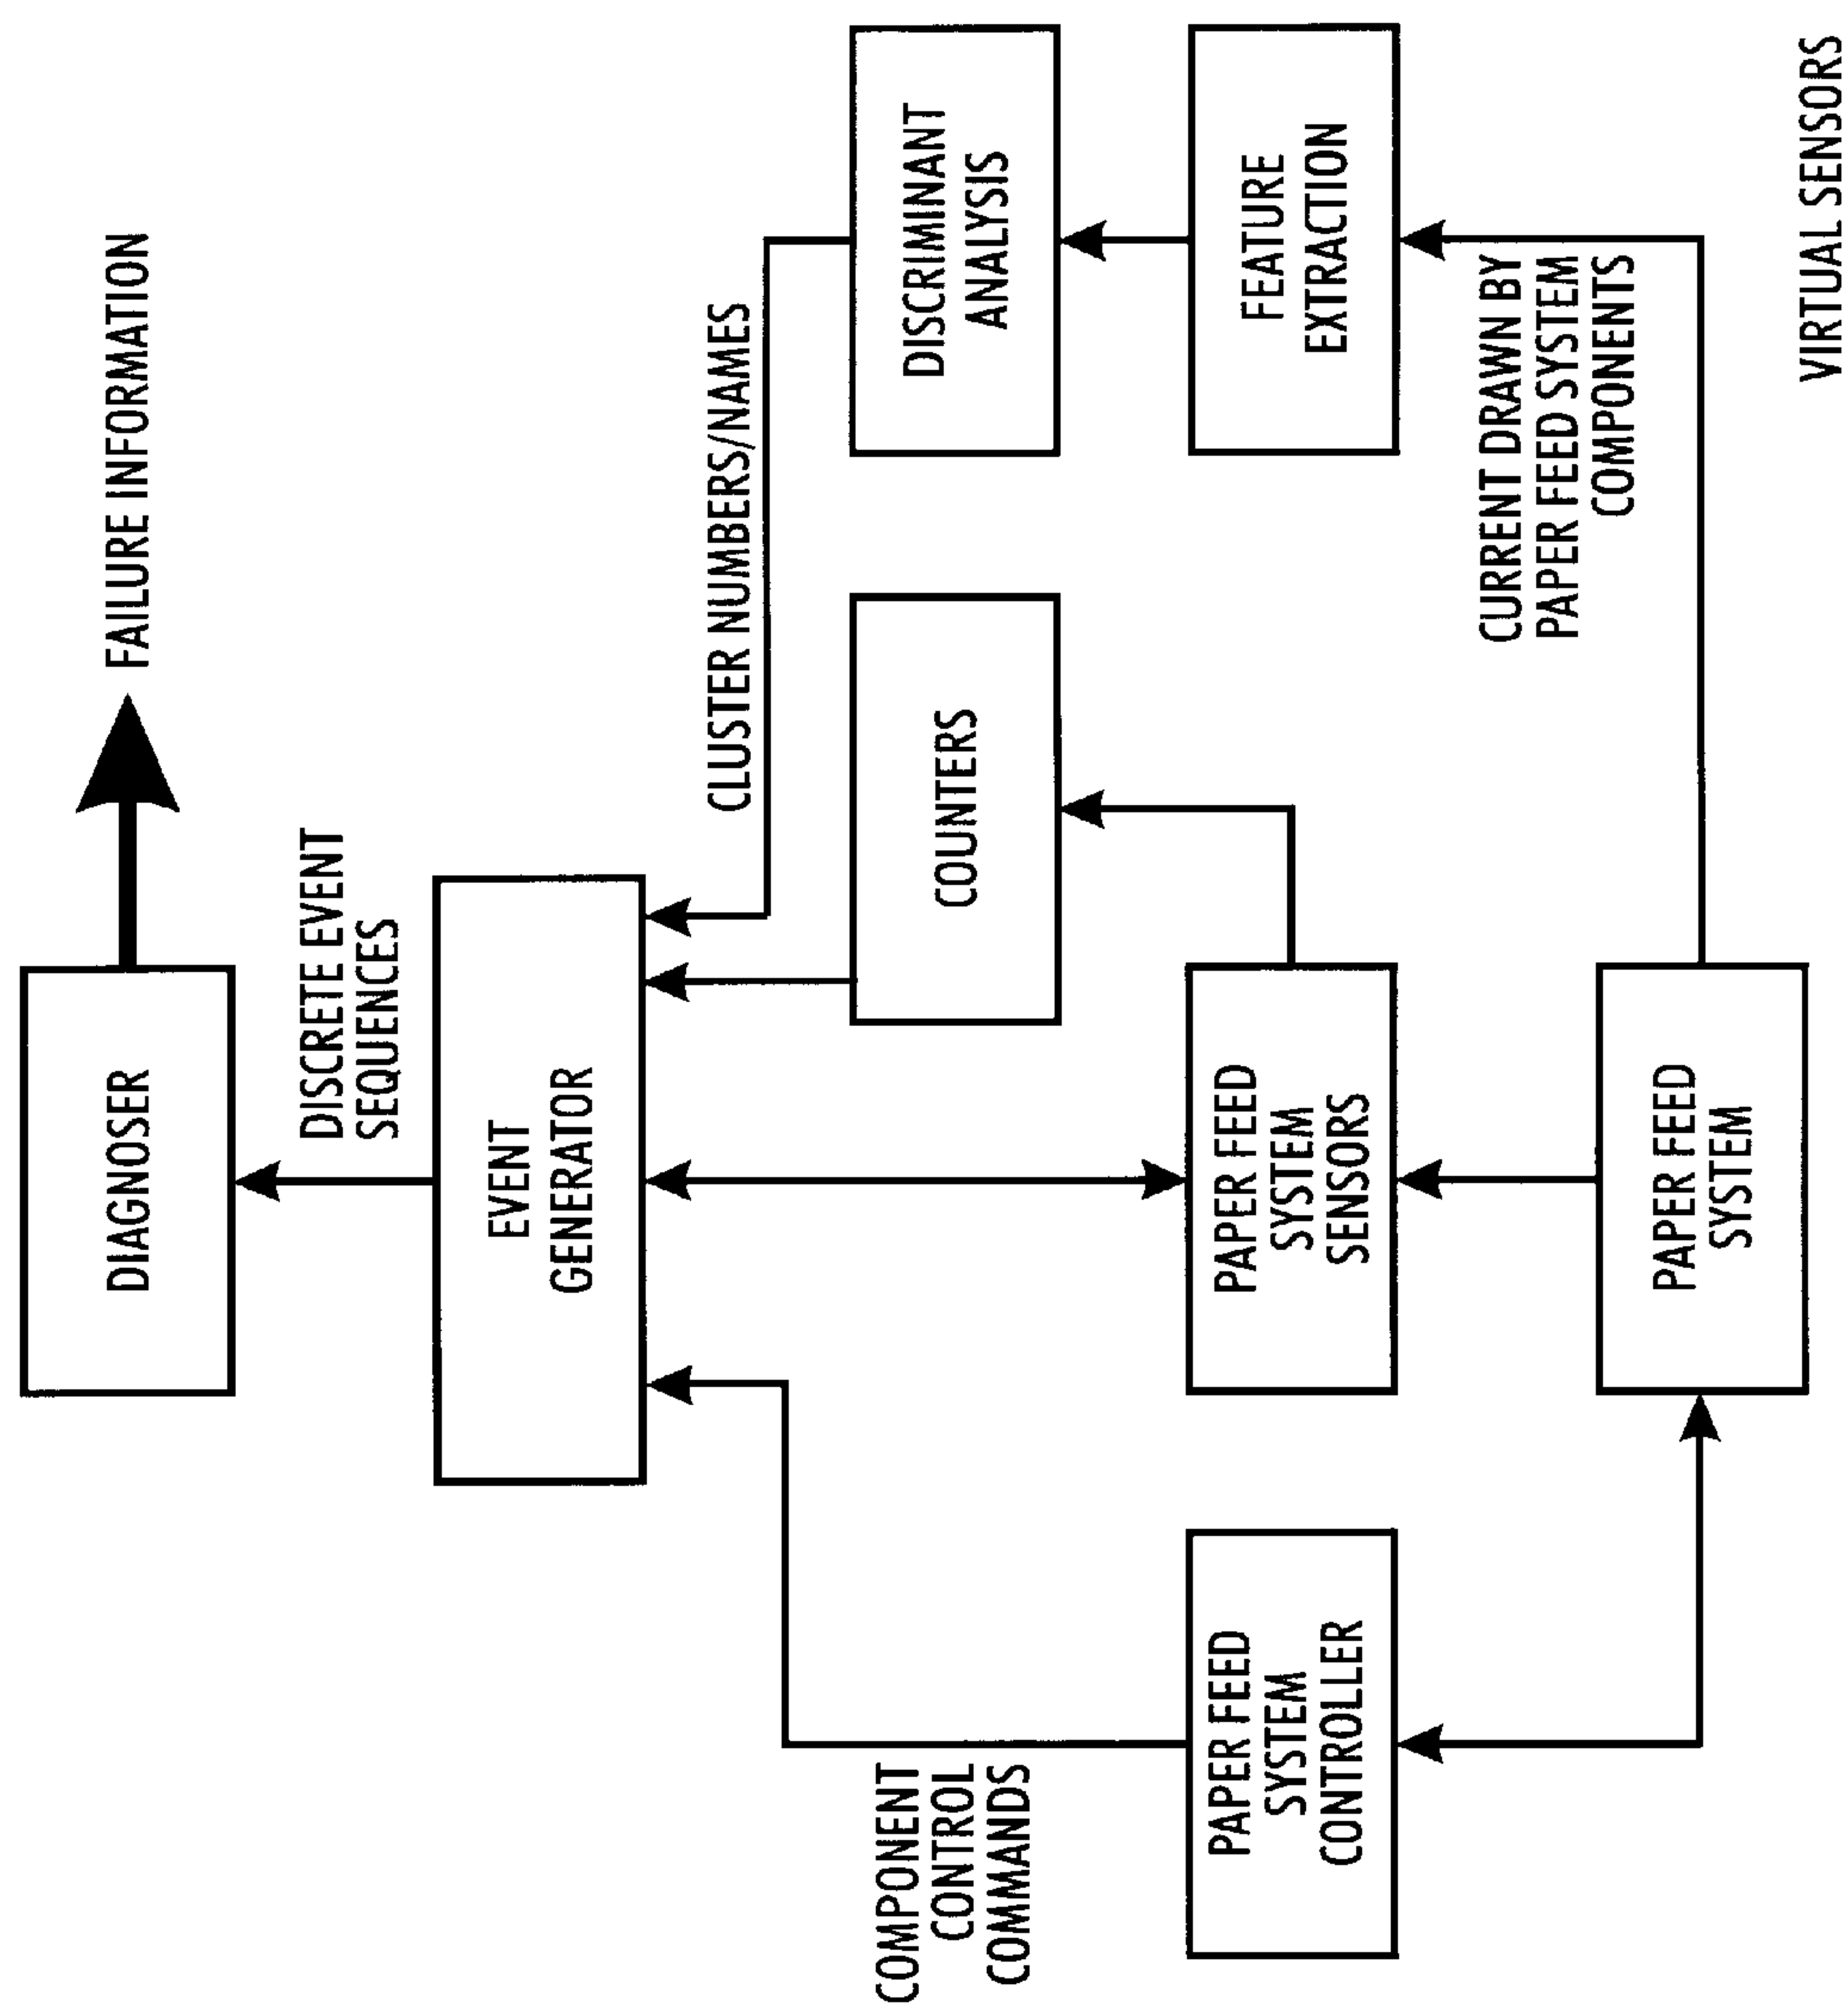 DIAGNOSER
FAILURE INFORMATION
DISCRETE EVENT
SEQUENCES
EVENT
GENERATOR
CLUSTER NUMBERS/NAMES
COMPONENT
CONTROL
COMMANDS
COUNTERS
DISCRIMINANT
ANALYSIS
PAPER FEED
SYSTEM
CONTROLLER
PAPER FEED
SYSTEM
SENSORS
FEATURE
EXTRACTION
CURRENT DRAWN BY
PAPER FEED SYSTEM
COMPONENTS
PAPER FEED
SYSTEM
VIRTUAL SENSORS